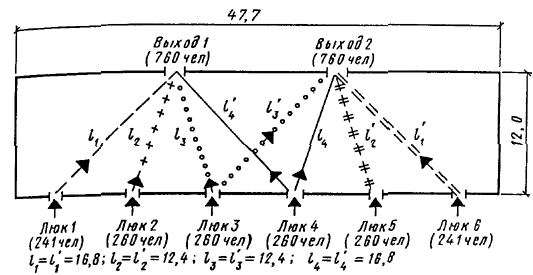 47,7
Выход 1
(760 чел)
Выход 2
(760 чел)
l₁
l₂
l₃
l₄'
l₃'
l₄
l₂'
l₁'
12,0
Люк 1
(241 чел)
Люк 2
(260 чел)
Люк 3
(260 чел)
Люк 4
(260 чел)
Люк 5
(260 чел)
Люк 6
(241 чел)
l₁=l₁'=16,8; l₂=l₂'=12,4; l₃=l₃'=12,4; l₄=l₄' =16,8